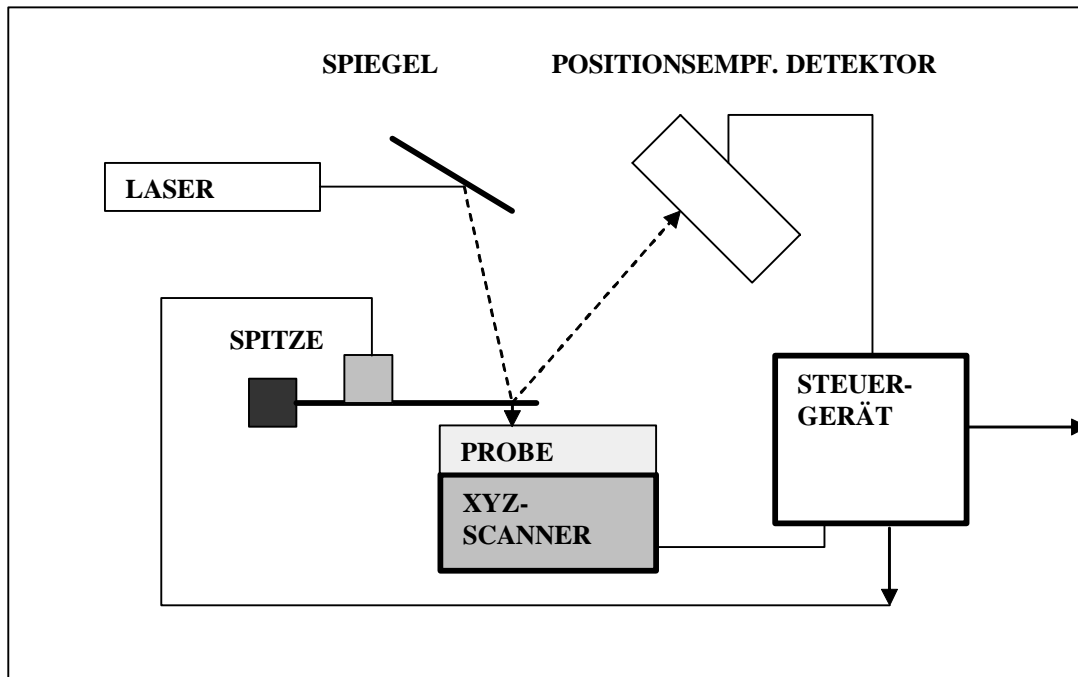 SPIEGEL
POSITIONSEMPF. DETEKTOR
LASER
SPITZE
STEUER-
GERÄT
PROBE
XYZ-
SCANNER